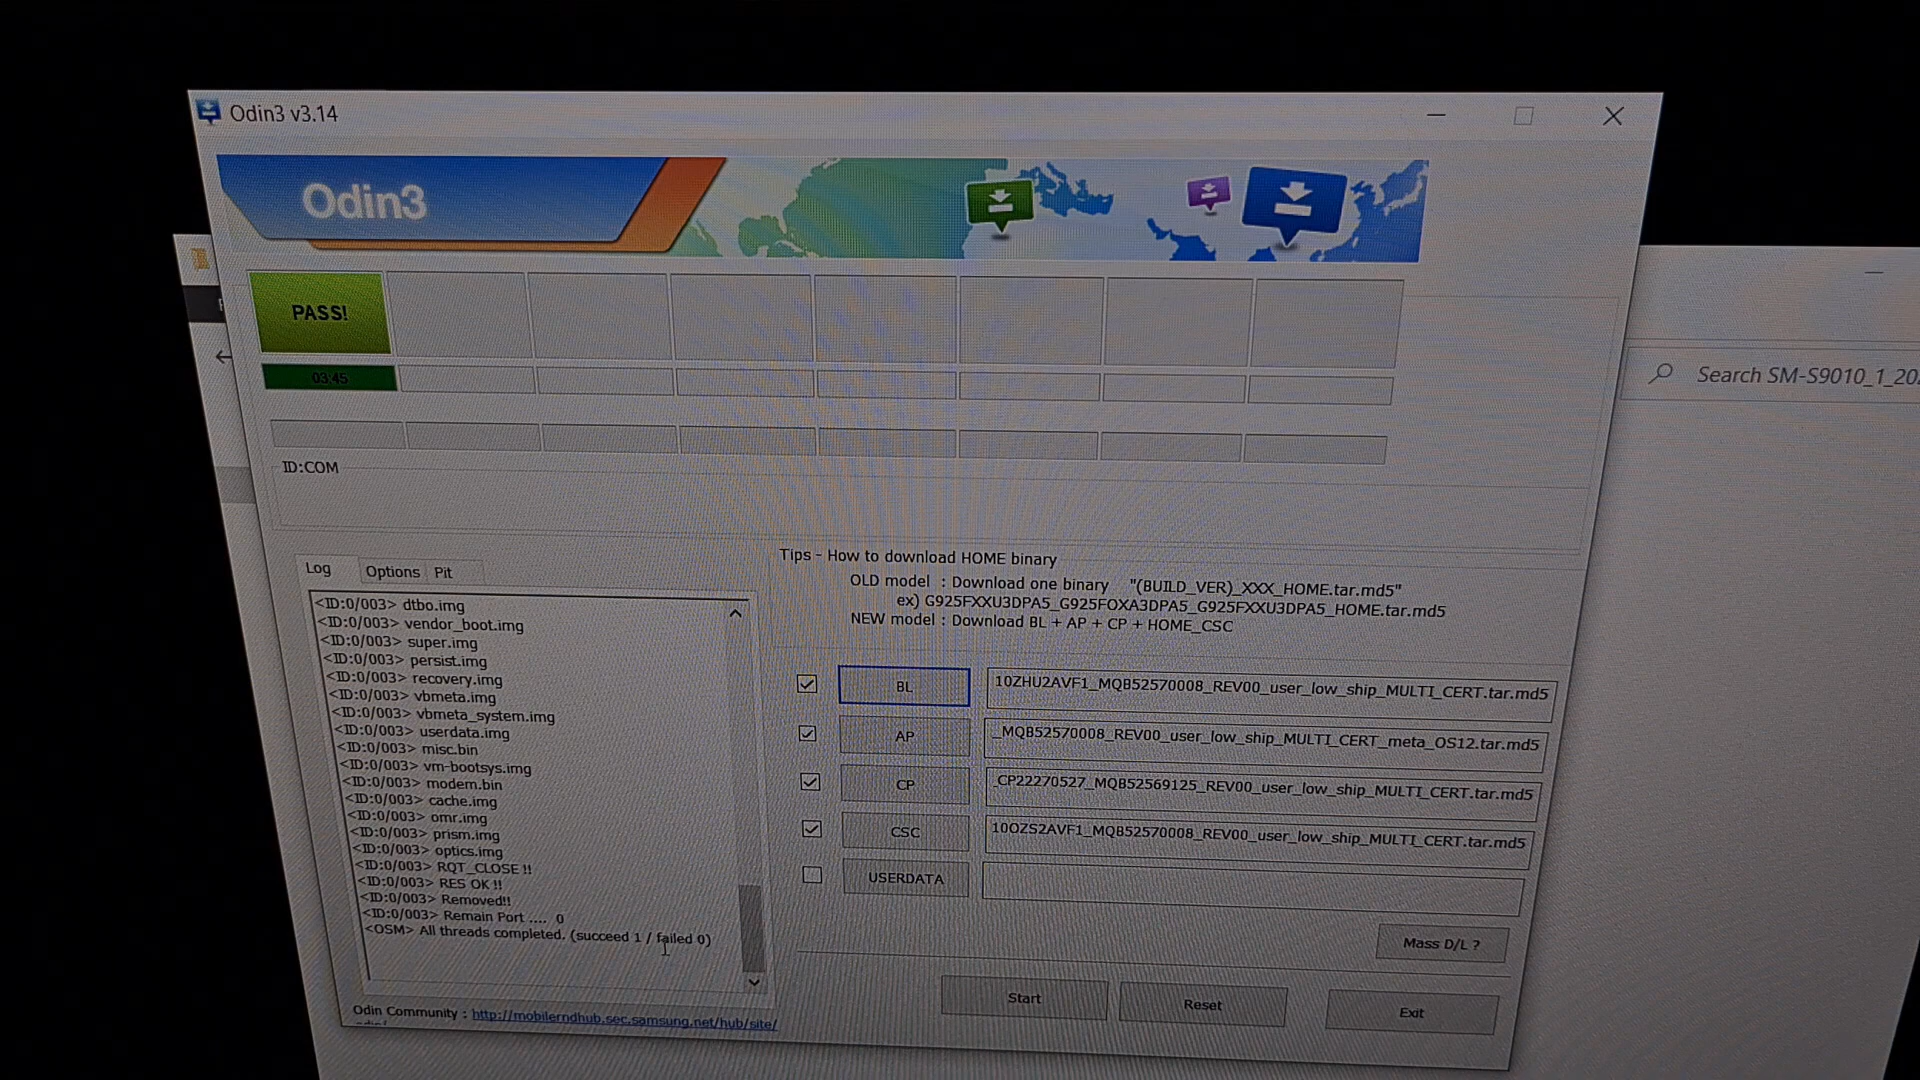 Odin3 v3.14
Odin3
PASS!
03:45
Search SM-S9010_1_20
ID:COM
Log
Options
Pit
<ID:0/003> dtbo.img
<ID:0/003> vendor_boot.img
<ID:0/003> super.img
<ID:0/003> persist.img
<ID:0/003> recovery.img
<ID:0/003> vbmeta.img
<ID:0/003> vbmeta_system.img
<ID:0/003> userdata.img
<ID:0/003> misc.bin
<ID:0/003> vm-bootsys.img
<ID:0/003> modem.bin
<ID:0/003> cache.img
<ID:0/003> omr.img
<ID:0/003> prism.img
<ID:0/003> optics.img
<ID:0/003> RQT_CLOSE !!
<ID:0/003> RES OK !!
<ID:0/003> Removed!!
<ID:0/003> Remain Port .... 0
<OSM> All threads completed. (succeed 1 / failed 0)
Tips - How to download HOME binary
OLD model : Download one binary "(BUILD_VER)_XXX_HOME.tar.md5"
ex) G925FXXU3DPA5_G925FOXA3DPA5_G925FXXU3DPA5_HOME.tar.md5
NEW model : Download BL + AP + CP + HOME_CSC
BL 10ZHU2AVF1_MQB52570008_REV00_user_low_ship_MULTI_CERT.tar.md5
AP _MQB52570008_REV00_user_low_ship_MULTI_CERT_meta_OS12.tar.md5
CP _CP22270527_MQB52569125_REV00_user_low_ship_MULTI_CERT.tar.md5
CSC 10OZS2AVF1_MQB52570008_REV00_user_low_ship_MULTI_CERT.tar.md5
USERDATA
Mass D/L ?
Start
Reset
Exit
Odin Community : http://mobilerndhub.sec.samsung.net/hub/site/